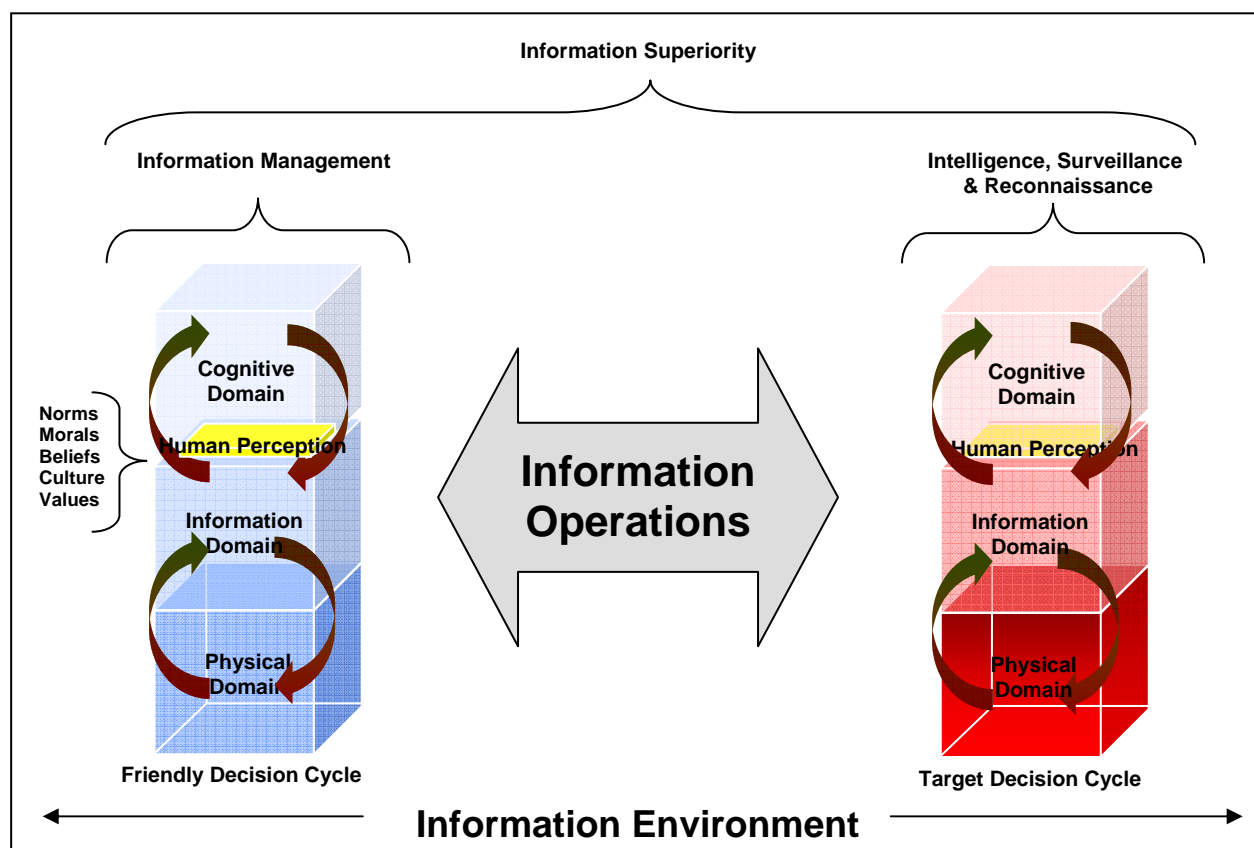 Information Superiority
Information Management
Intelligence, Surveillance
& Reconnaissance
Norms
Morals
Beliefs
Culture
Values
Cognitive
Domain
Human Perception
Information
Domain
Physical
Domain
Friendly Decision Cycle
Information
Operations
Cognitive
Domain
Human Perception
Information
Domain
Physical
Domain
Target Decision Cycle
Information Environment